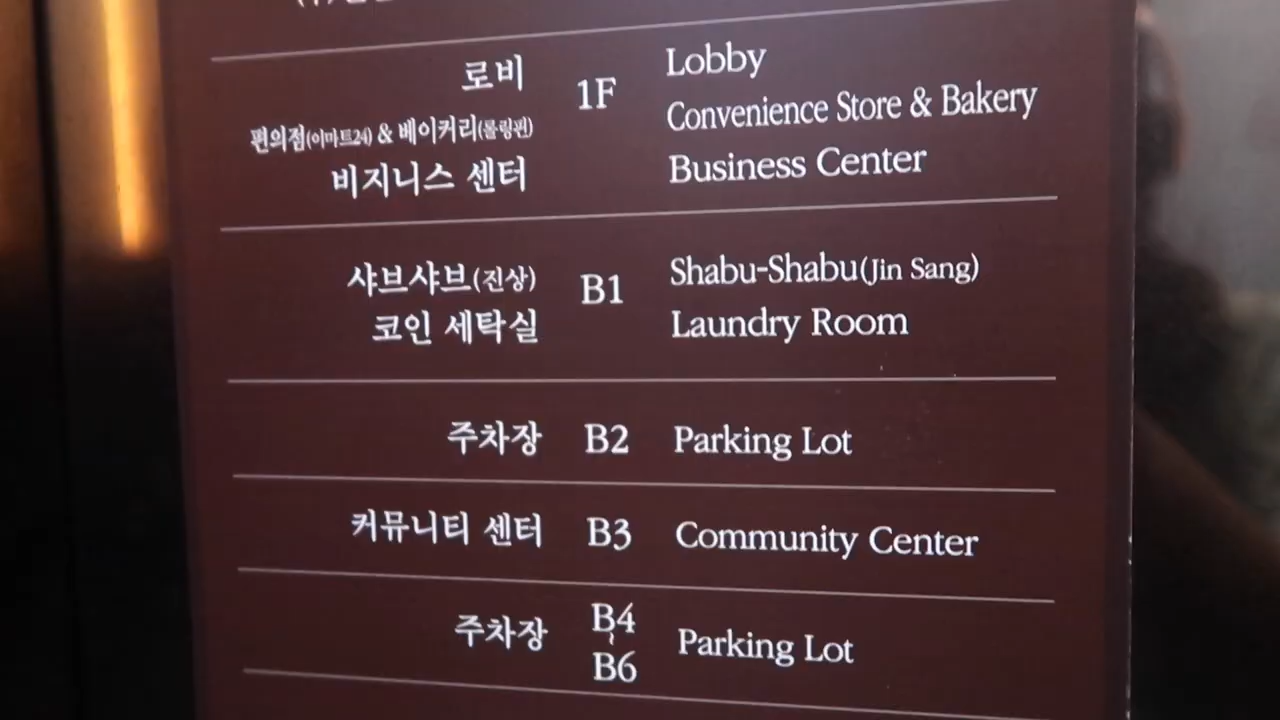 로비 1F Lobby
편의점(이마트24) & 베이커리(롤링핀) Convenience Store & Bakery
비지니스 센터 Business Center
샤브샤브(진상) B1 Shabu-Shabu(Jin Sang)
코인 세탁실 Laundry Room
주차장 B2 Parking Lot
커뮤니티 센터 B3 Community Center
주차장 B4 ~ B6 Parking Lot